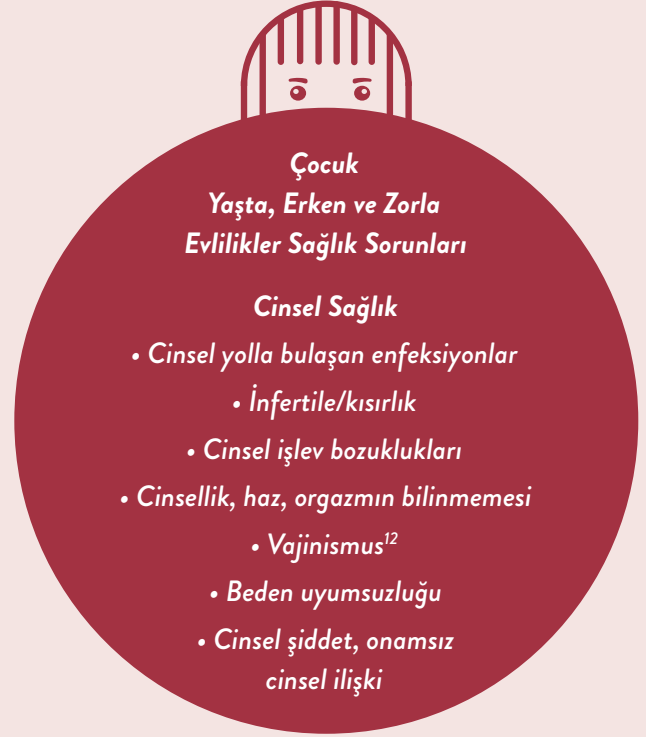 Çocuk
Yaşta, Erken ve Zorla
Evlilikler Sağlık Sorunları
Cinsel Sağlık
• Cinsel yolla bulaşan enfeksiyonlar
• İnfertile/kısırlık
• Cinsel işlev bozuklukları
• Cinsellik, haz, orgazmın bilinmemesi
• Vajinismus¹²
• Beden uyumsuzluğu
• Cinsel şiddet, onamsız
cinsel ilişki